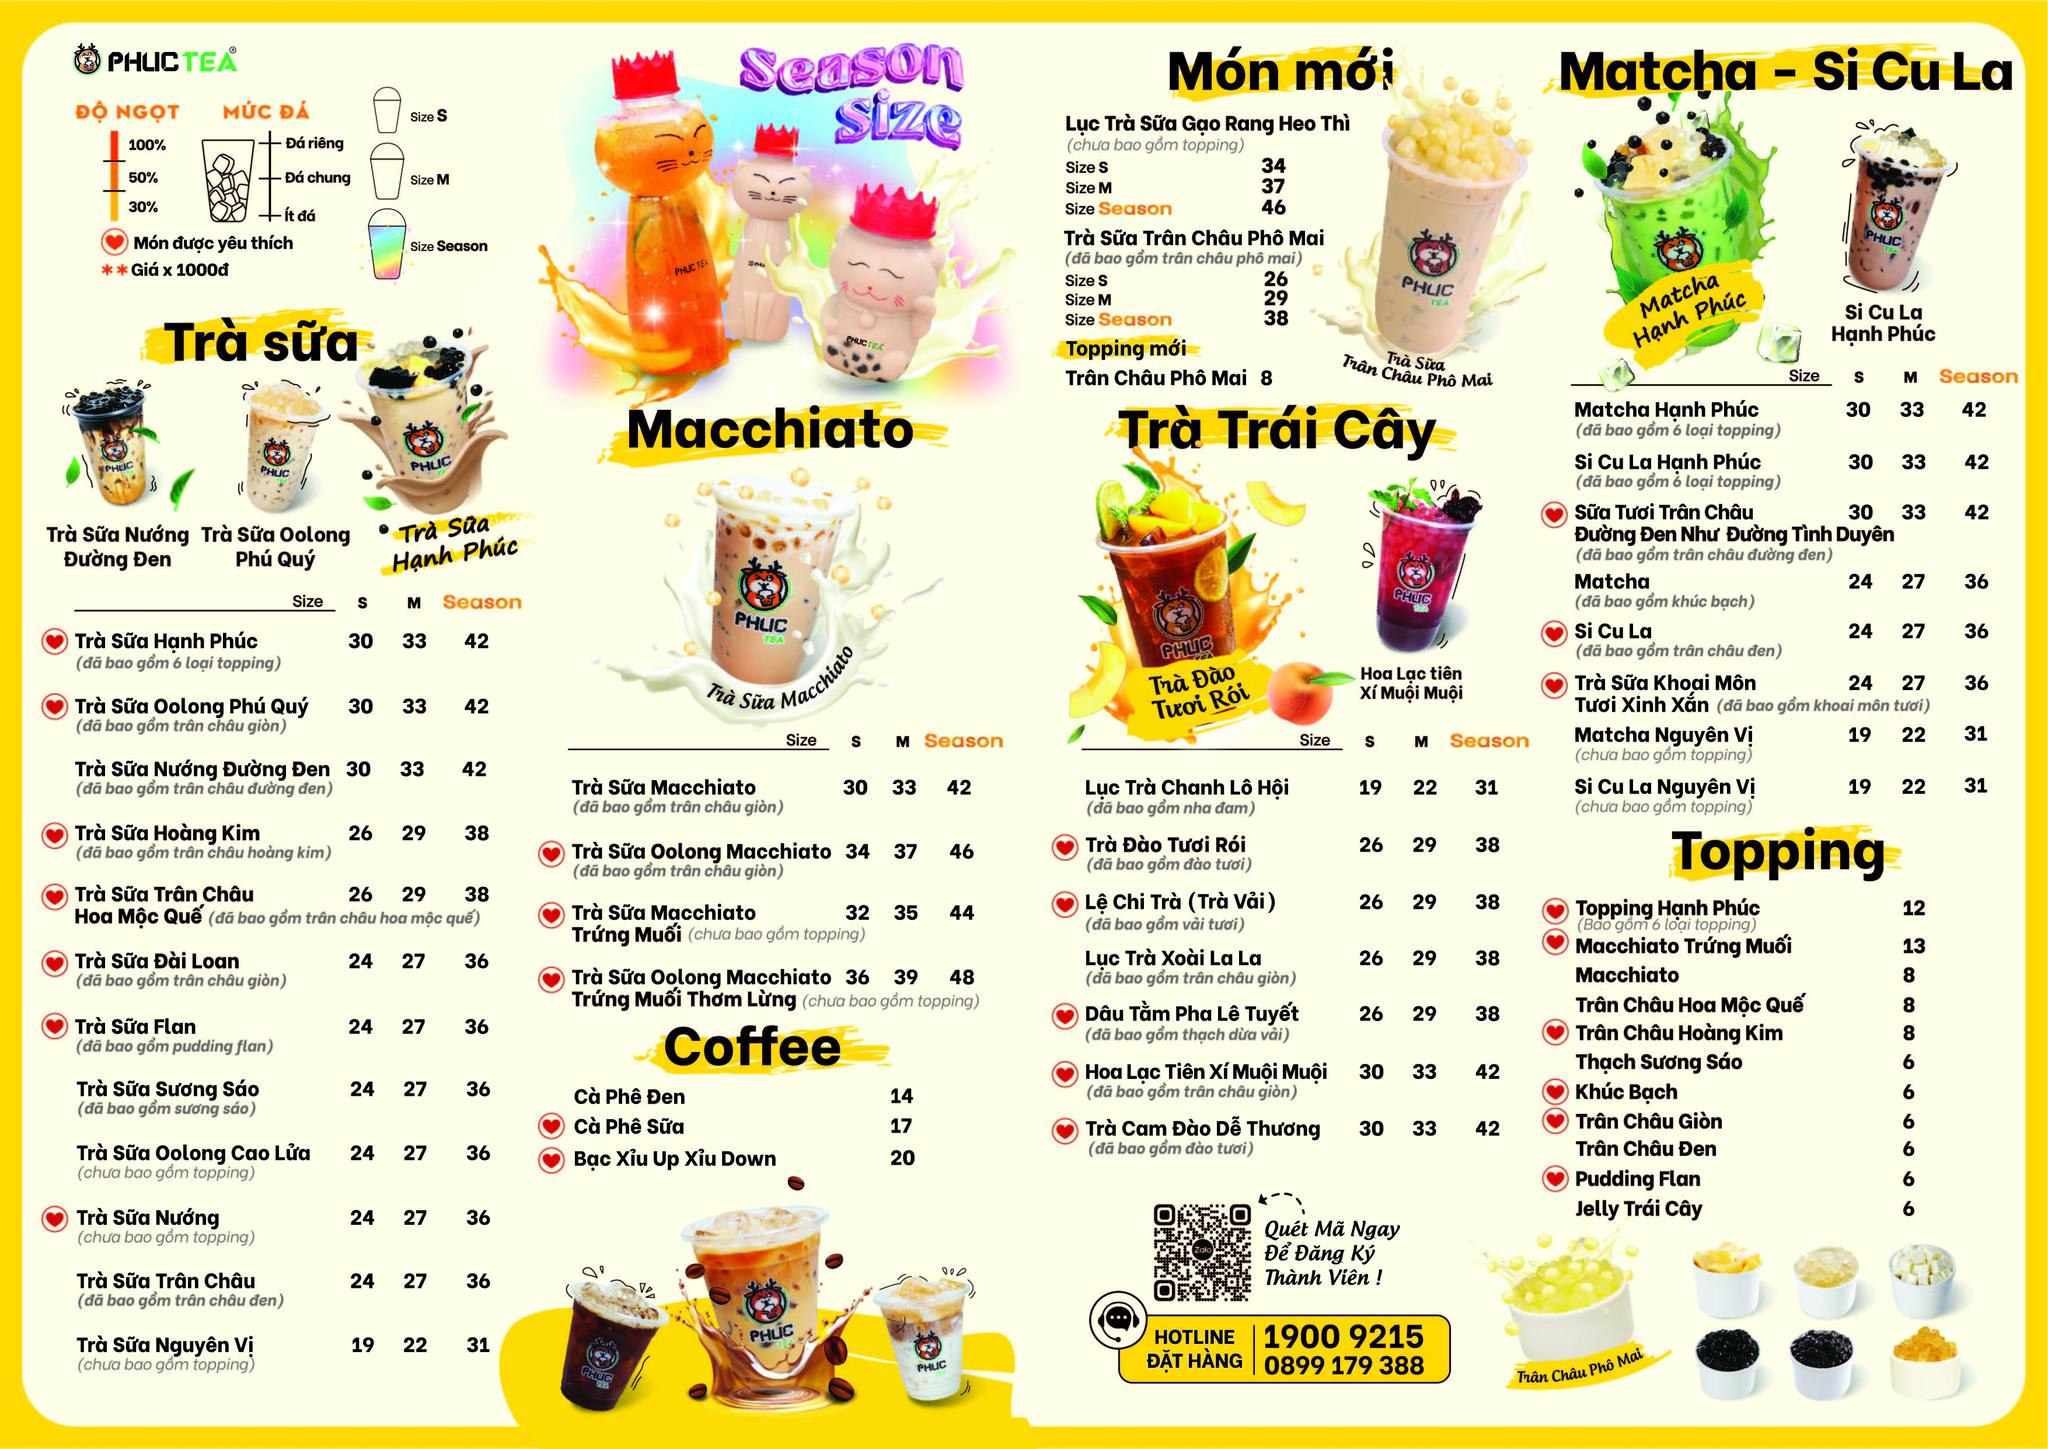 PHUC TEA
ĐỘ NGỌT
100%
50%
30%
MỨC ĐÁ
Đá riêng
Đá chung
Ít đá
Size S
Size M
Size Season
Món được yêu thích
**Giá x 1000đ
Trà sữa
Trà Sữa Nướng
Đường Đen
Trà Sữa Oolong
Phú Quý
Trà Sữa
Hạnh Phúc
Size S M Season
Trà Sữa Hạnh Phúc 30 33 42
(đã bao gồm 6 loại topping)
Trà Sữa Oolong Phú Quý 30 33 42
(đã bao gồm trân châu giòn)
Trà Sữa Nướng Đường Đen 30 33 42
(đã bao gồm trân châu đường đen)
Trà Sữa Hoàng Kim 26 29 38
(đã bao gồm trân châu hoàng kim)
Trà Sữa Trân Châu 26 29 38
Hoa Mộc Quế (đã bao gồm trân châu hoa mộc quế)
Trà Sữa Đài Loan 24 27 36
(đã bao gồm trân châu giòn)
Trà Sữa Flan 24 27 36
(đã bao gồm pudding flan)
Trà Sữa Sương Sáo 24 27 36
(đã bao gồm sương sáo)
Trà Sữa Oolong Cao Lửa 24 27 36
(chưa bao gồm topping)
Trà Sữa Nướng 24 27 36
(chưa bao gồm topping)
Trà Sữa Trân Châu 24 27 36
(đã bao gồm trân châu đen)
Trà Sữa Nguyên Vị 19 22 31
(chưa bao gồm topping)
Season
Size
Macchiato
PHUC
TEA
Trà Sữa Macchiato
Size S M Season
Trà Sữa Macchiato 30 33 42
(đã bao gồm trân châu giòn)
Trà Sữa Oolong Macchiato 34 37 46
(đã bao gồm trân châu giòn)
Trà Sữa Macchiato 32 35 44
Trứng Muối (chưa bao gồm topping)
Trà Sữa Oolong Macchiato 36 39 48
Trứng Muối Thơm Lừng (chưa bao gồm topping)
Coffee
Cà Phê Đen 14
Cà Phê Sữa 17
Bạc Xỉu Up Xỉu Down 20
Món mới
Lục Trà Sữa Gạo Rang Heo Thì
(chưa bao gồm topping)
Size S 34
Size M 37
Size Season 46
Trà Sữa Trân Châu Phô Mai
(đã bao gồm trân châu phô mai)
Size S 26
Size M 29
Size Season 38
Topping mới
Trân Châu Phô Mai 8
Trà Sữa
Trân Châu Phô Mai
Trà Trái Cây
Trà Đào
Tươi Rói
Hoa Lạc tiên
Xí Muội Muội
Size S M Season
Lục Trà Chanh Lô Hội 19 22 31
(đã bao gồm nha đam)
Trà Đào Tươi Rói 26 29 38
(đã bao gồm đào tươi)
Lệ Chi Trà (Trà Vải) 26 29 38
(đã bao gồm vải tươi)
Lục Trà Xoài La La 26 29 38
(đã bao gồm trân châu giòn)
Dâu Tằm Pha Lê Tuyết 26 29 38
(đã bao gồm thạch dừa vải)
Hoa Lạc Tiên Xí Muội Muội 30 33 42
(đã bao gồm trân châu giòn)
Trà Cam Đào Dễ Thương 30 33 42
(đã bao gồm đào tươi)
Zalo
Quét Mã Ngay
Để Đăng Ký
Thành Viên !
HOTLINE
ĐẶT HÀNG
1900 9215
0899 179 388
Matcha - Si Cu La
Matcha
Hạnh Phúc
Si Cu La
Hạnh Phúc
Size S M Season
Matcha Hạnh Phúc 30 33 42
(đã bao gồm 6 loại topping)
Si Cu La Hạnh Phúc 30 33 42
(đã bao gồm 6 loại topping)
Sữa Tươi Trân Châu 30 33 42
Đường Đen Như Đường Tình Duyên
(đã bao gồm trân châu đường đen)
Matcha 24 27 36
(đã bao gồm khúc bạch)
Si Cu La 24 27 36
(đã bao gồm trân châu đen)
Trà Sữa Khoai Môn 24 27 36
Tươi Xinh Xắn (đã bao gồm khoai môn tươi)
Matcha Nguyên Vị 19 22 31
(chưa bao gồm topping)
Si Cu La Nguyên Vị 19 22 31
(chưa bao gồm topping)
Topping
Topping Hạnh Phúc 12
(Bao gồm 6 loại topping)
Macchiato Trứng Muối 13
Macchiato 8
Trân Châu Hoa Mộc Quế 8
Trân Châu Hoàng Kim 8
Thạch Sương Sáo 6
Khúc Bạch 6
Trân Châu Giòn 6
Trân Châu Đen 6
Pudding Flan 6
Jelly Trái Cây 6
Trân Châu Phô Mai